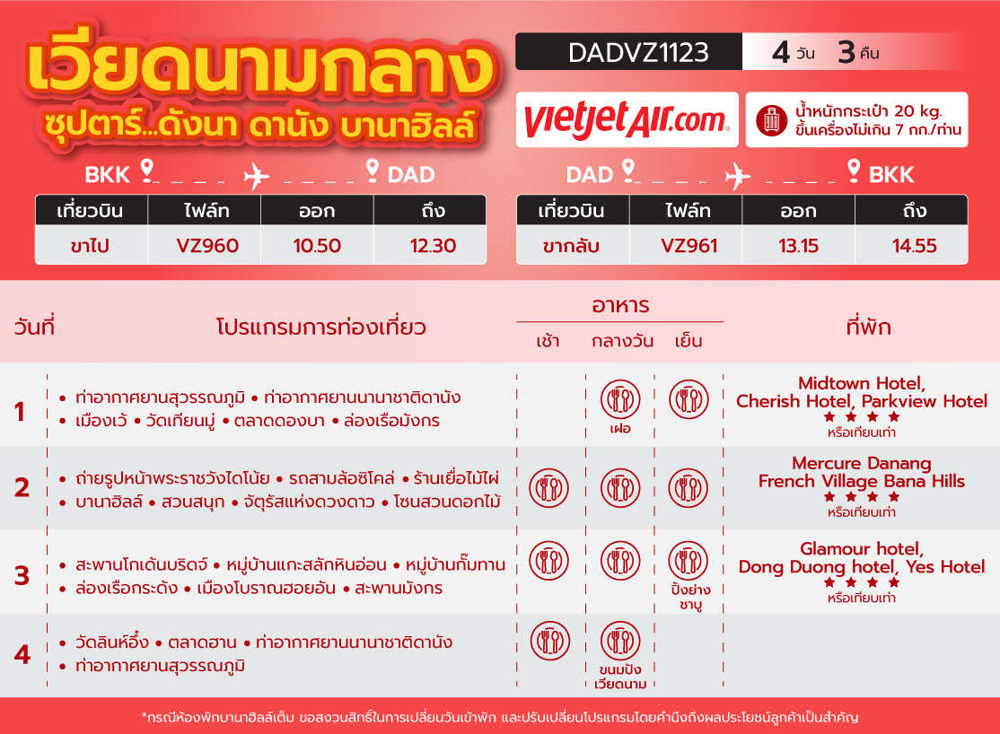 เวียดนามกลาง
ซุปตาร์...ดังนา ดานัง บานาฮิลล์
DADVZ1123
4 วัน 3 คืน
vietjetAir.com
น้ำหนักกระเป๋า 20 kg.
ขึ้นเครื่องไม่เกิน 7 กก./ท่าน
BKK DAD
เที่ยวบิน ไฟล์ท ออก ถึง
ขาไป VZ960 10.50 12.30
DAD BKK
เที่ยวบิน ไฟล์ท ออก ถึง
ขากลับ VZ961 13.15 14.55
วันที่ โปรแกรมการท่องเที่ยว อาหาร ที่พัก
เช้า กลางวัน เย็น
1
• ท่าอากาศยานสุวรรณภูมิ • ท่าอากาศยานนานาชาติดานัง
• เมืองเว้ • วัดเทียนมู่ • ตลาดดองบา • ล่องเรือมังกร
เฝอ
Midtown Hotel,
Cherish Hotel, Parkview Hotel
★ ★ ★ ★
หรือเทียบเท่า
2
• ถ่ายรูปหน้าพระราชวังไดโน้ย • รถสามล้อซิโคล่ • ร้านเยื่อไม้ไผ่
• บานาฮิลล์ • สวนสนุก • จัตุรัสแห่งดวงดาว • โซนสวนดอกไม้
Mercure Danang
French Village Bana Hills
★ ★ ★ ★
หรือเทียบเท่า
3
• สะพานโกเด้นบริดจ์ • หมู่บ้านแกะสลักหินอ่อน • หมู่บ้านกั๊มทาน
• ล่องเรือกระด้ง • เมืองโบราณฮอยอัน • สะพานมังกร
ปิ้งย่าง
ชาบู
Glamour hotel,
Dong Duong hotel, Yes Hotel
★ ★ ★ ★
หรือเทียบเท่า
4
• วัดลินห์อึ๋ง • ตลาดฮาน • ท่าอากาศยานนานาชาติดานัง
• ท่าอากาศยานสุวรรณภูมิ
ขนมปัง
เวียดนาม
*กรณีห้องพักบานาฮิลล์เต็ม ขอสงวนสิทธิ์ในการเปลี่ยนวันเข้าพัก และปรับเปลี่ยนโปรแกรมโดยคำนึงถึงผลประโยชน์ลูกค้าเป็นสำคัญ